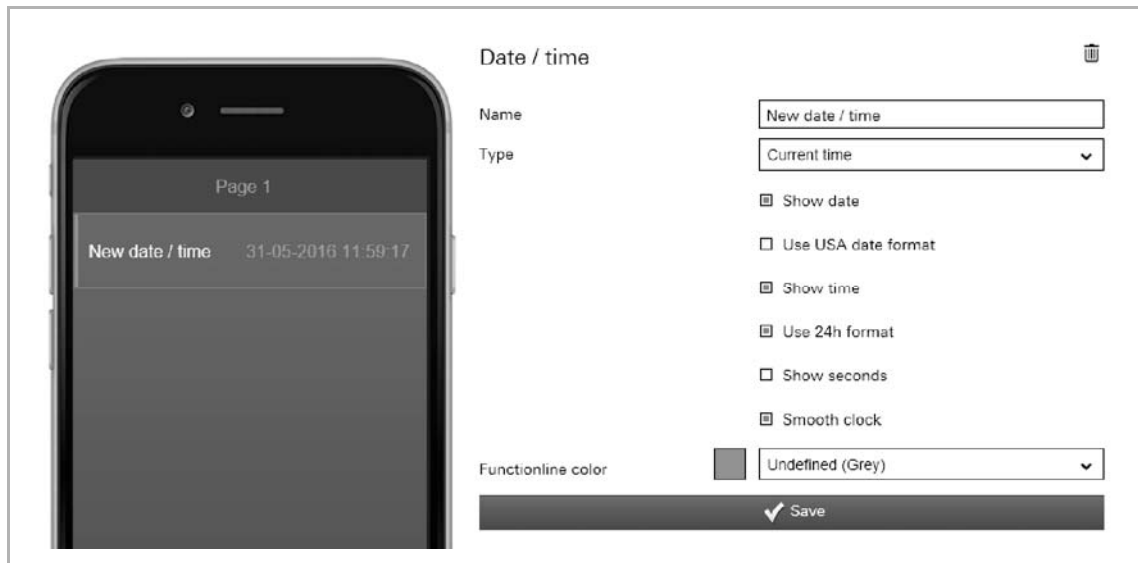 Date / time
Name
New date / time
Type
Current time
Page 1
Show date
New date / time 31-05-2016 11:59:17
Use USA date format
Show time
Use 24h format
Show seconds
Smooth clock
Functionline color
Undefined (Grey)
Save